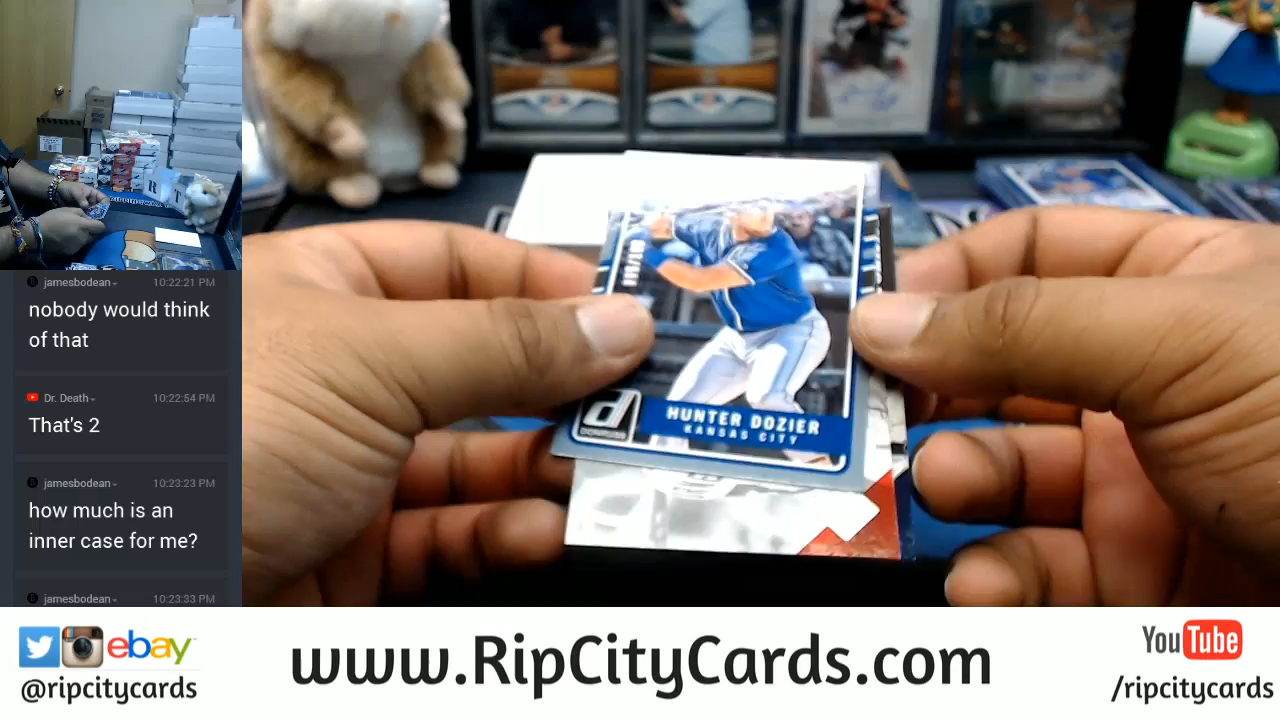 jamesbodean
10:22:21 PM
nobody would think
of that
Dr. Death
10:22:54 PM
That's 2
jamesbodean
10:23:23 PM
how much is an
inner case for me?
jamesbodean
10:23:33 PM
HUNTER DOZIER
KANSAS CITY
DONRUSS
ebay
@ripcitycards
www.RipCityCards.com
YouTube
/ripcitycards